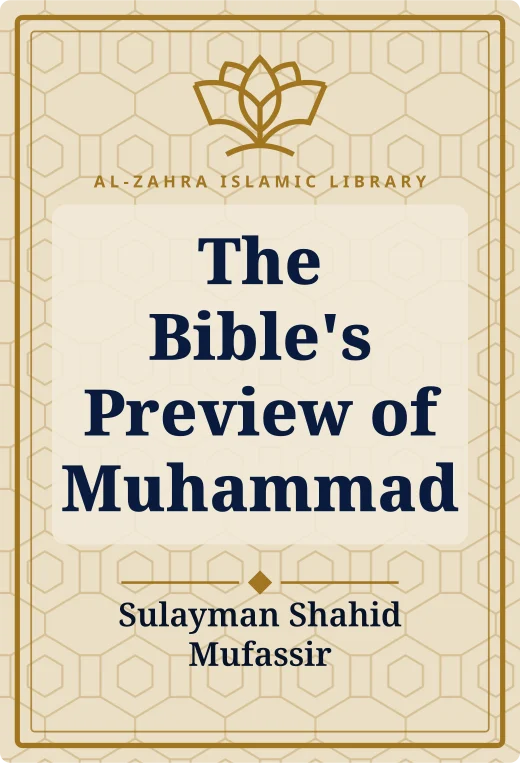 AL-ZAHRA ISLAMIC LIBRARY
The
Bible's
Preview of
Muhammad
Sulayman Shahid
Mufassir